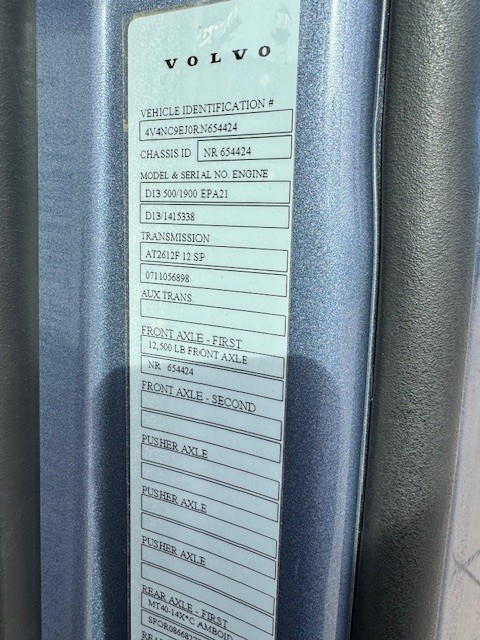 VOLVO
VEHICLE IDENTIFICATION #
4V4NC9EJ0RN654424
CHASSIS ID NR 654424
MODEL & SERIAL NO. ENGINE
D13 500/1900 EPA21
D13/1415338
TRANSMISSION
AT2612F 12 SP
0711056898
AUX TRANS
FRONT AXLE - FIRST
12,500 LB FRONT AXLE
NR 654424
FRONT AXLE - SECOND
PUSHER AXLE
PUSHER AXLE
PUSHER AXLE
REAR AXLE - FIRST
MT40-14X*C AMBOID